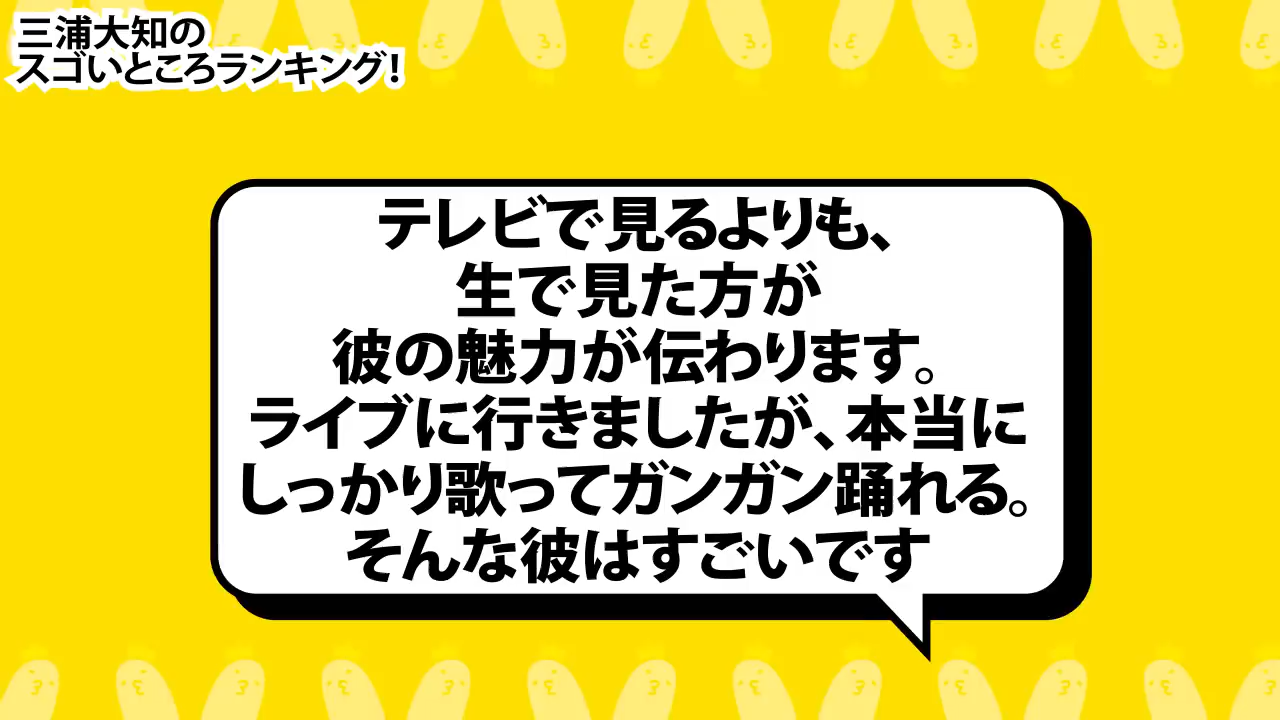 三浦大知の
スゴいところランキング!
テレビで見るよりも、
生で見た方が
彼の魅力が伝わります。
ライブに行きましたが、本当に
しっかり歌ってガンガン踊れる。
そんな彼はすごいです